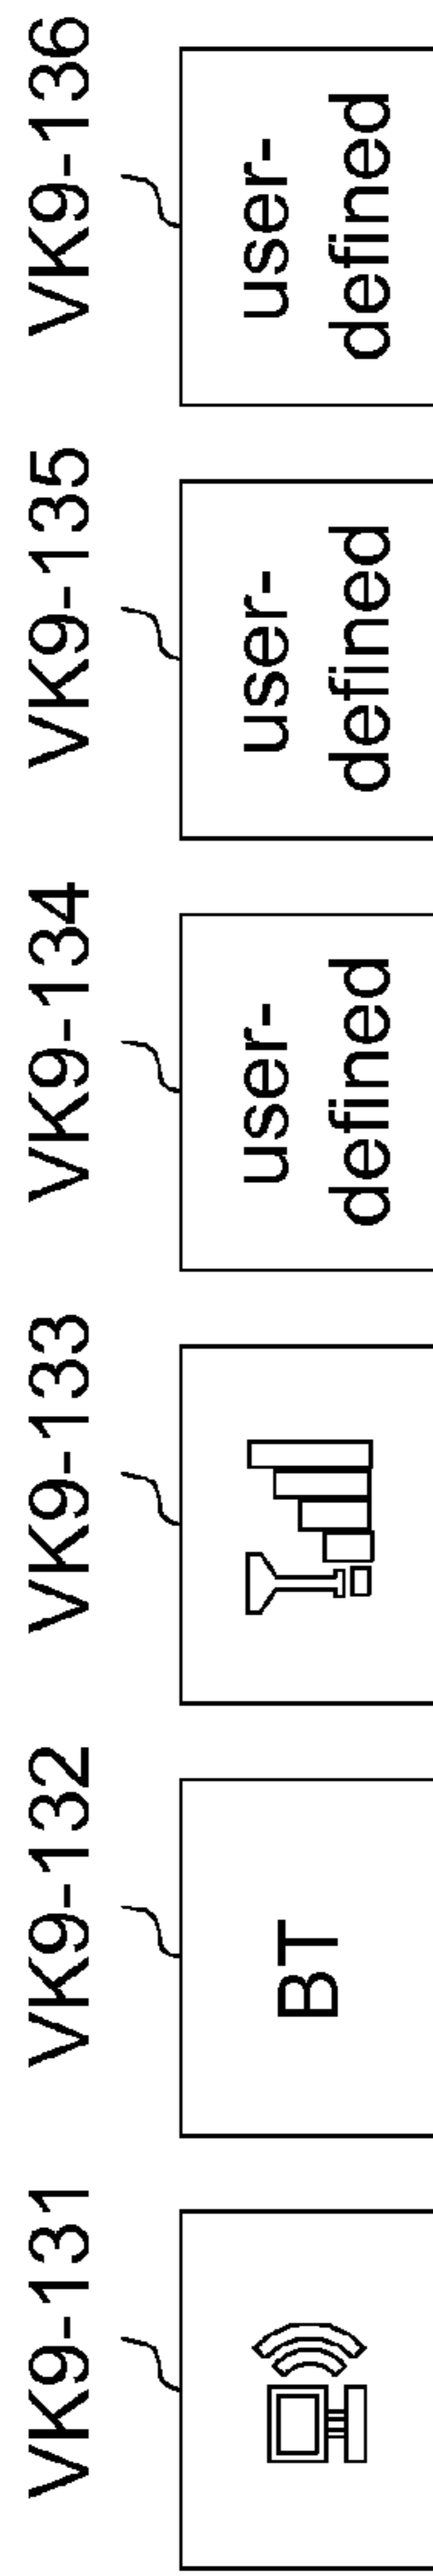 VK9-131
VK9-132
VK9-133
VK9-134
VK9-135
VK9-136
BT
user-
defined
user-
defined
user-
defined